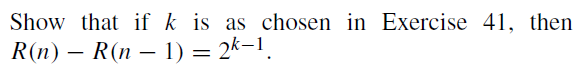 Show that if k is as chosen in Exercise 41, then
R(n) − R(n − 1) = 2^{k−1}.